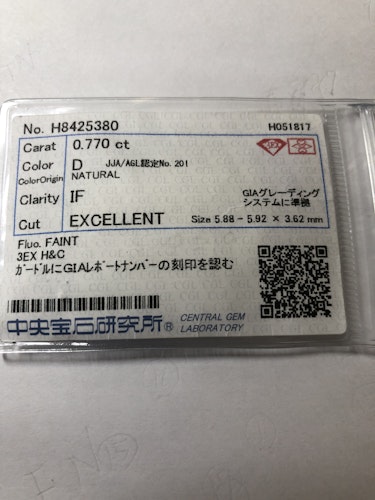 No. H8425380 H051817
Carat 0.770 ct
Color D JJA/AGL認定No.201
ColorOrigin NATURAL
Clarity IF GIAグレーディング
システムに準拠
Cut EXCELLENT Size 5.88 - 5.92 × 3.62 mm
Fluo. FAINT
3EX H&C
ガードルにGIAレポートナンバーの刻印を認む
中央宝石研究所® CENTRAL GEM
LABORATORY